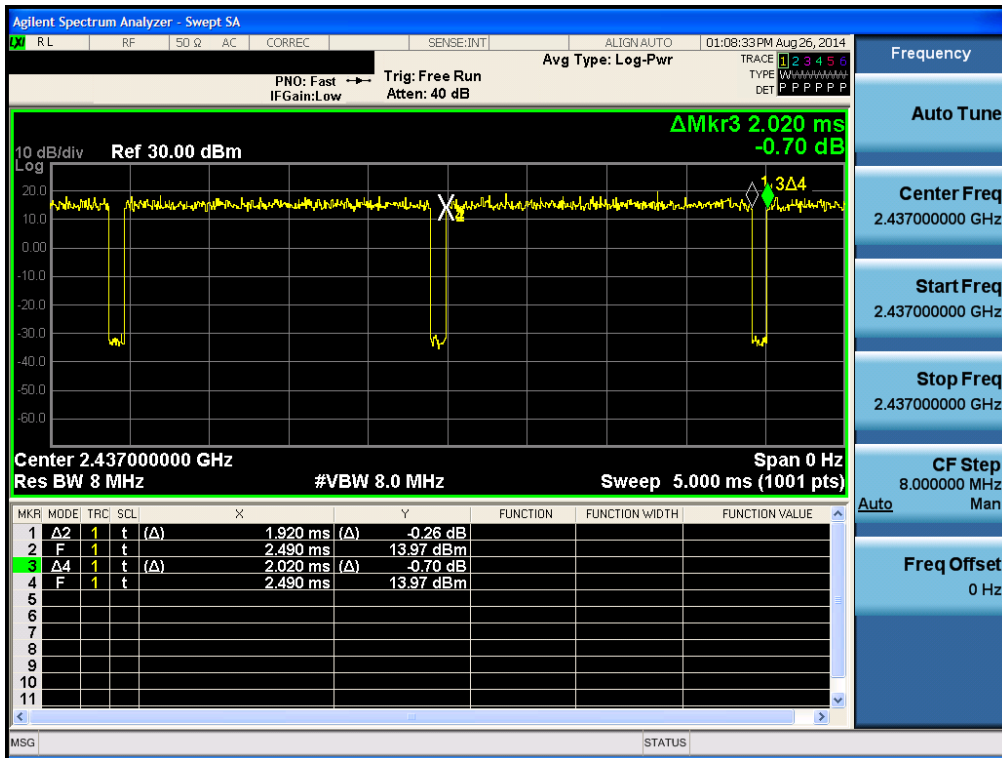 Agilent Spectrum Analyzer - Swept SA
LXI RL RF 50 Ω AC CORREC SENSE:INT ALIGN AUTO 01:08:33 PM Aug 26, 2014
Frequency
Avg Type: Log-Pwr
TRACE 1 2 3 4 5 6
TYPE
DET P P P P P P
PNO: Fast Trig: Free Run
IFGain:Low Atten: 40 dB
Auto Tune
ΔMkr3 2.020 ms
-0.70 dB
10 dB/div Ref 30.00 dBm
Log
20.0
10.0
0.00
-10.0
-20.0
-30.0
-40.0
-50.0
-60.0
3Δ4
Center Freq
2.437000000 GHz
Start Freq
2.437000000 GHz
Stop Freq
2.437000000 GHz
Center 2.437000000 GHz Span 0 Hz
Res BW 8 MHz #VBW 8.0 MHz Sweep 5.000 ms (1001 pts)
CF Step
8.000000 MHz
Auto Man
Freq Offset
0 Hz
MKR MODE TRC SCL X Y FUNCTION FUNCTION WIDTH FUNCTION VALUE
1 Δ2 1 t (Δ) 1.920 ms (Δ) -0.26 dB
2 F 1 t 2.490 ms 13.97 dBm
3 Δ4 1 t (Δ) 2.020 ms (Δ) -0.70 dB
4 F 1 t 2.490 ms 13.97 dBm
5
6
7
8
9
10
11
MSG STATUS